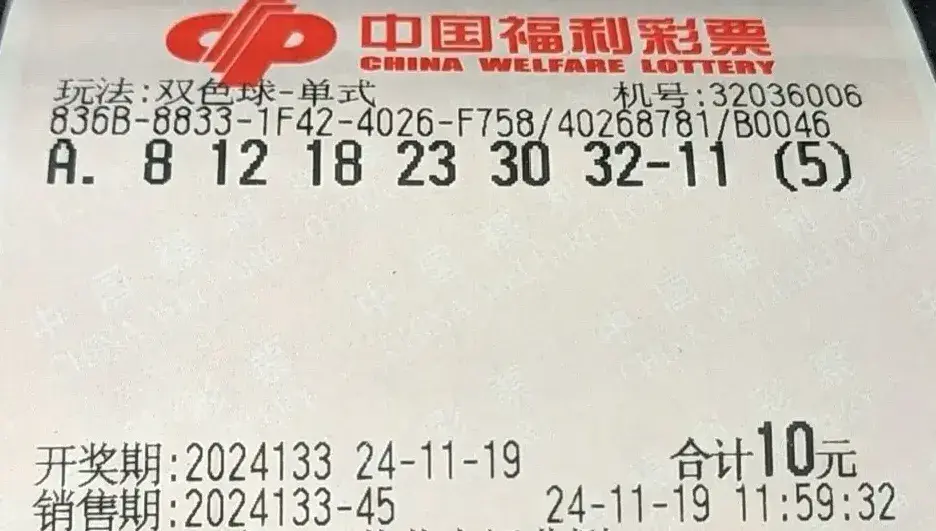 中国福利彩票
CHINA WELFARE LOTTERY
玩法:双色球-单式 机号:32036006
836B-8833-1F42-4026-F758/40268781/B0046
A. 8 12 18 23 30 32-11 (5)
开奖期:2024133 24-11-19 合计10元
销售期:2024133-45 24-11-19 11:59:32